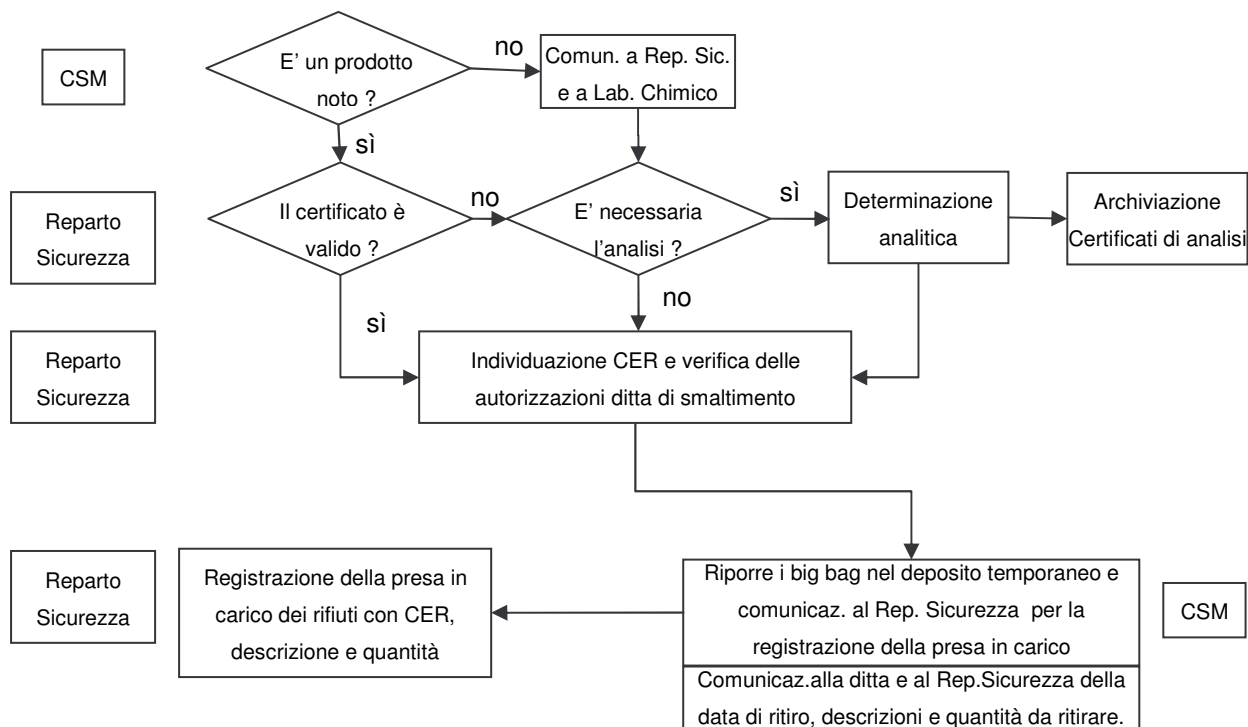 CSM
E' un prodotto
noto ?
no
Comun. a Rep. Sic.
e a Lab. Chimico
sì
Reparto
Sicurezza
Il certificato è
valido ?
no
E' necessaria
l'analisi ?
sì
Determinazione
analitica
Archiviazione
Certificati di analisi
sì
no
Reparto
Sicurezza
Individuazione CER e verifica delle
autorizzazioni ditta di smaltimento
Reparto
Sicurezza
Registrazione della presa in
carico dei rifiuti con CER,
descrizione e quantità
Riporre i big bag nel deposito temporaneo e
comunicaz. al Rep. Sicurezza per la
registrazione della presa in carico
CSM
Comunicaz.alla ditta e al Rep.Sicurezza della
data di ritiro, descrizioni e quantità da ritirare.